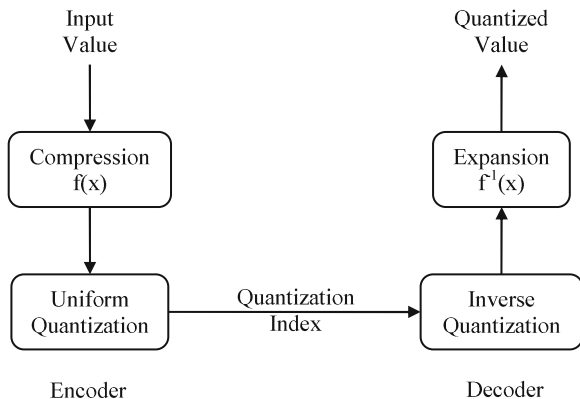 Input
Value
Quantized
Value
Compression
f(x)
Expansion
f⁻¹(x)
Uniform
Quantization
Quantization
Index
Inverse
Quantization
Encoder
Decoder